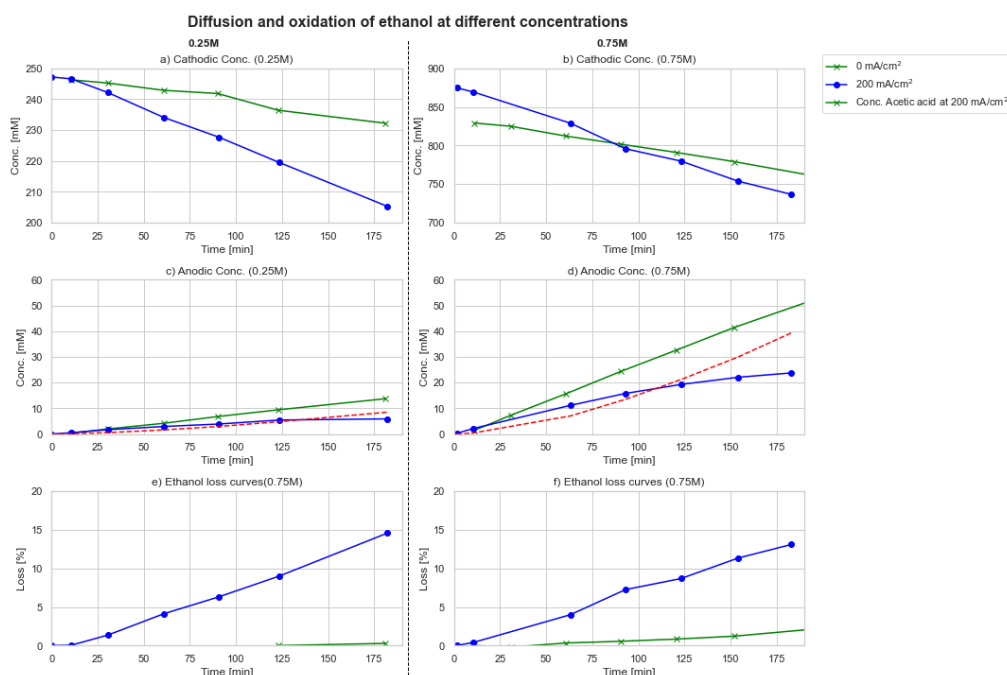 Diffusion and oxidation of ethanol at different concentrations
0.25M
0.75M
a) Cathodic Conc. (0.25M)
Conc. [mM]
250
240
230
220
210
200
0 25 50 75 100 125 150 175
Time [min]
b) Cathodic Conc. (0.75M)
Conc. [mM]
900
850
800
750
700
0 25 50 75 100 125 150 175
Time [min]
0 mA/cm²
200 mA/cm²
Conc. Acetic acid at 200 mA/cm²
c) Anodic Conc. (0.25M)
Conc. [mM]
60
50
40
30
20
10
0
0 25 50 75 100 125 150 175
Time [min]
d) Anodic Conc. (0.75M)
Conc. [mM]
60
50
40
30
20
10
0
0 25 50 75 100 125 150 175
Time [min]
e) Ethanol loss curves(0.75M)
Loss [%]
20
15
10
5
0
0 25 50 75 100 125 150 175
Time [min]
f) Ethanol loss curves (0.75M)
Loss [%]
20
15
10
5
0
0 25 50 75 100 125 150 175
Time [min]